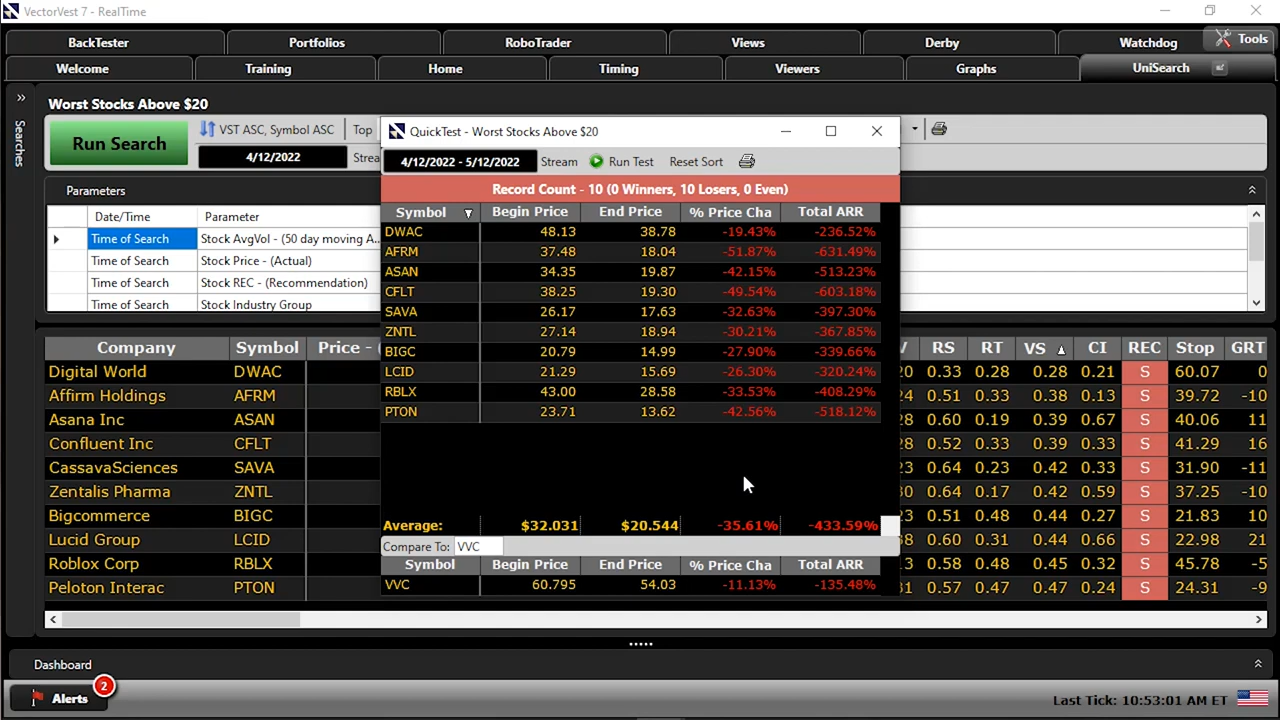 VectorVest 7 - RealTime
BackTester Portfolios RoboTrader Views Derby Watchdog Tools
Welcome Training Home Timing Viewers Graphs UniSearch
Searches
Worst Stocks Above $20
Run Search VST ASC, Symbol ASC Top
4/12/2022 Strea
Parameters
Date/Time Parameter
Time of Search Stock AvgVol - (50 day moving A...
Time of Search Stock Price - (Actual)
Time of Search Stock REC - (Recommendation)
Time of Search Stock Industry Group
QuickTest - Worst Stocks Above $20
4/12/2022 - 5/12/2022 Stream Run Test Reset Sort
Record Count - 10 (0 Winners, 10 Losers, 0 Even)
Symbol Begin Price End Price % Price Cha Total ARR
DWAC 48.13 38.78 -19.43% -236.52%
AFRM 37.48 18.04 -51.87% -631.49%
ASAN 34.35 19.87 -42.15% -513.23%
CFLT 38.25 19.30 -49.54% -603.18%
SAVA 26.17 17.63 -32.63% -397.30%
ZNTL 27.14 18.94 -30.21% -367.85%
BIGC 20.79 14.99 -27.90% -339.66%
LCID 21.29 15.69 -26.30% -320.24%
RBLX 43.00 28.58 -33.53% -408.29%
PTON 23.71 13.62 -42.56% -518.12%
Average: $32.031 $20.544 -35.61% -433.59%
Compare To: VVC
Symbol Begin Price End Price % Price Cha Total ARR
VVC 60.795 54.03 -11.13% -135.48%
Company Symbol Price - ( V RS RT VS CI REC Stop GRT
Digital World DWAC 20 0.33 0.28 0.28 0.21 S 60.07 0
Affirm Holdings AFRM 24 0.51 0.33 0.38 0.13 S 39.72 -10
Asana Inc ASAN 28 0.60 0.19 0.39 0.67 S 40.06 11
Confluent Inc CFLT 28 0.52 0.33 0.39 0.33 S 41.29 16
CassavaSciences SAVA 23 0.64 0.23 0.42 0.33 S 31.90 -11
Zentalis Pharma ZNTL 30 0.64 0.17 0.42 0.59 S 37.25 -10
Bigcommerce BIGC 23 0.51 0.48 0.44 0.27 S 21.83 10
Lucid Group LCID 38 0.60 0.31 0.44 0.66 S 22.98 21
Roblox Corp RBLX 13 0.58 0.48 0.45 0.32 S 45.78 -5
Peloton Interac PTON 31 0.57 0.47 0.47 0.24 S 24.31 -9
Dashboard
Alerts 2
Last Tick: 10:53:01 AM ET